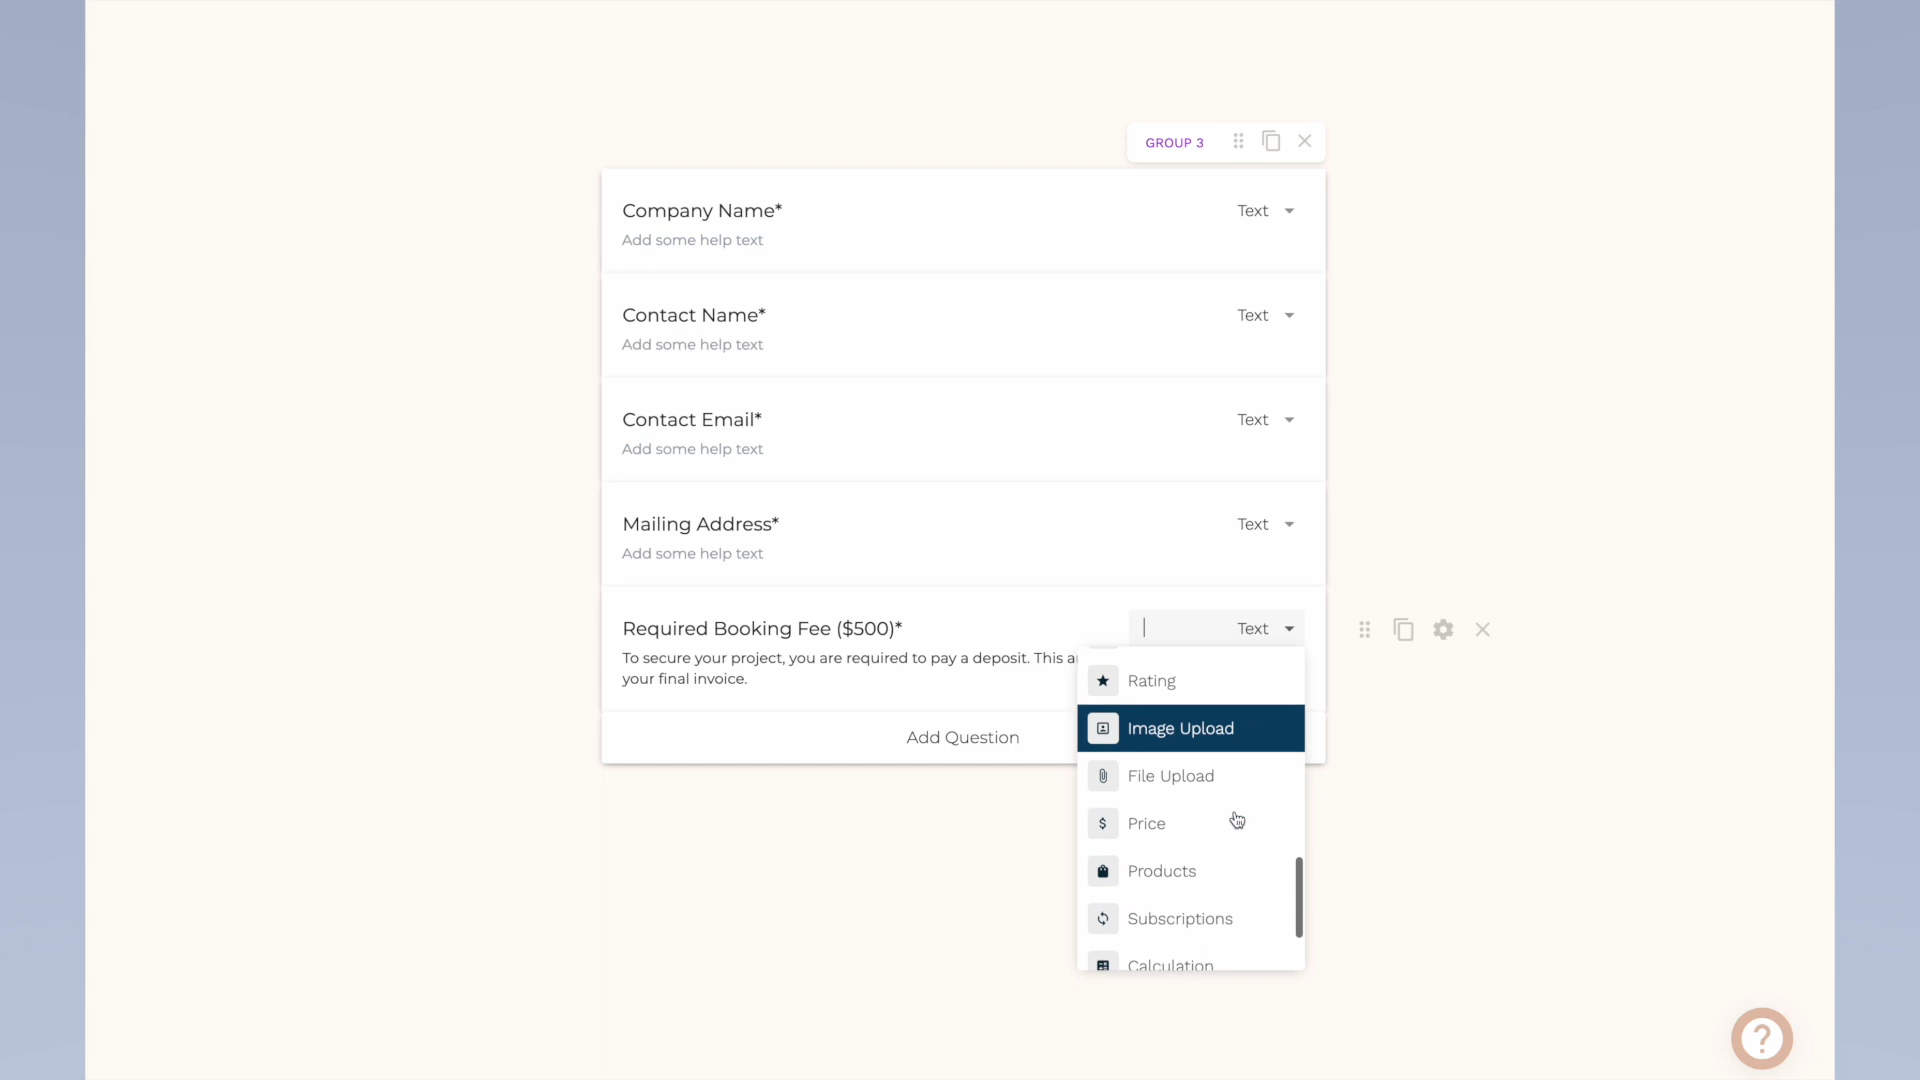 GROUP 3
Company Name*
Text
Add some help text
Contact Name*
Text
Add some help text
Contact Email*
Text
Add some help text
Mailing Address*
Text
Add some help text
Required Booking Fee ($500)*
Text
To secure your project, you are required to pay a deposit. This
your final invoice.
Rating
Add Question
Image Upload
File Upload
Price
Products
Subscriptions
Calculation